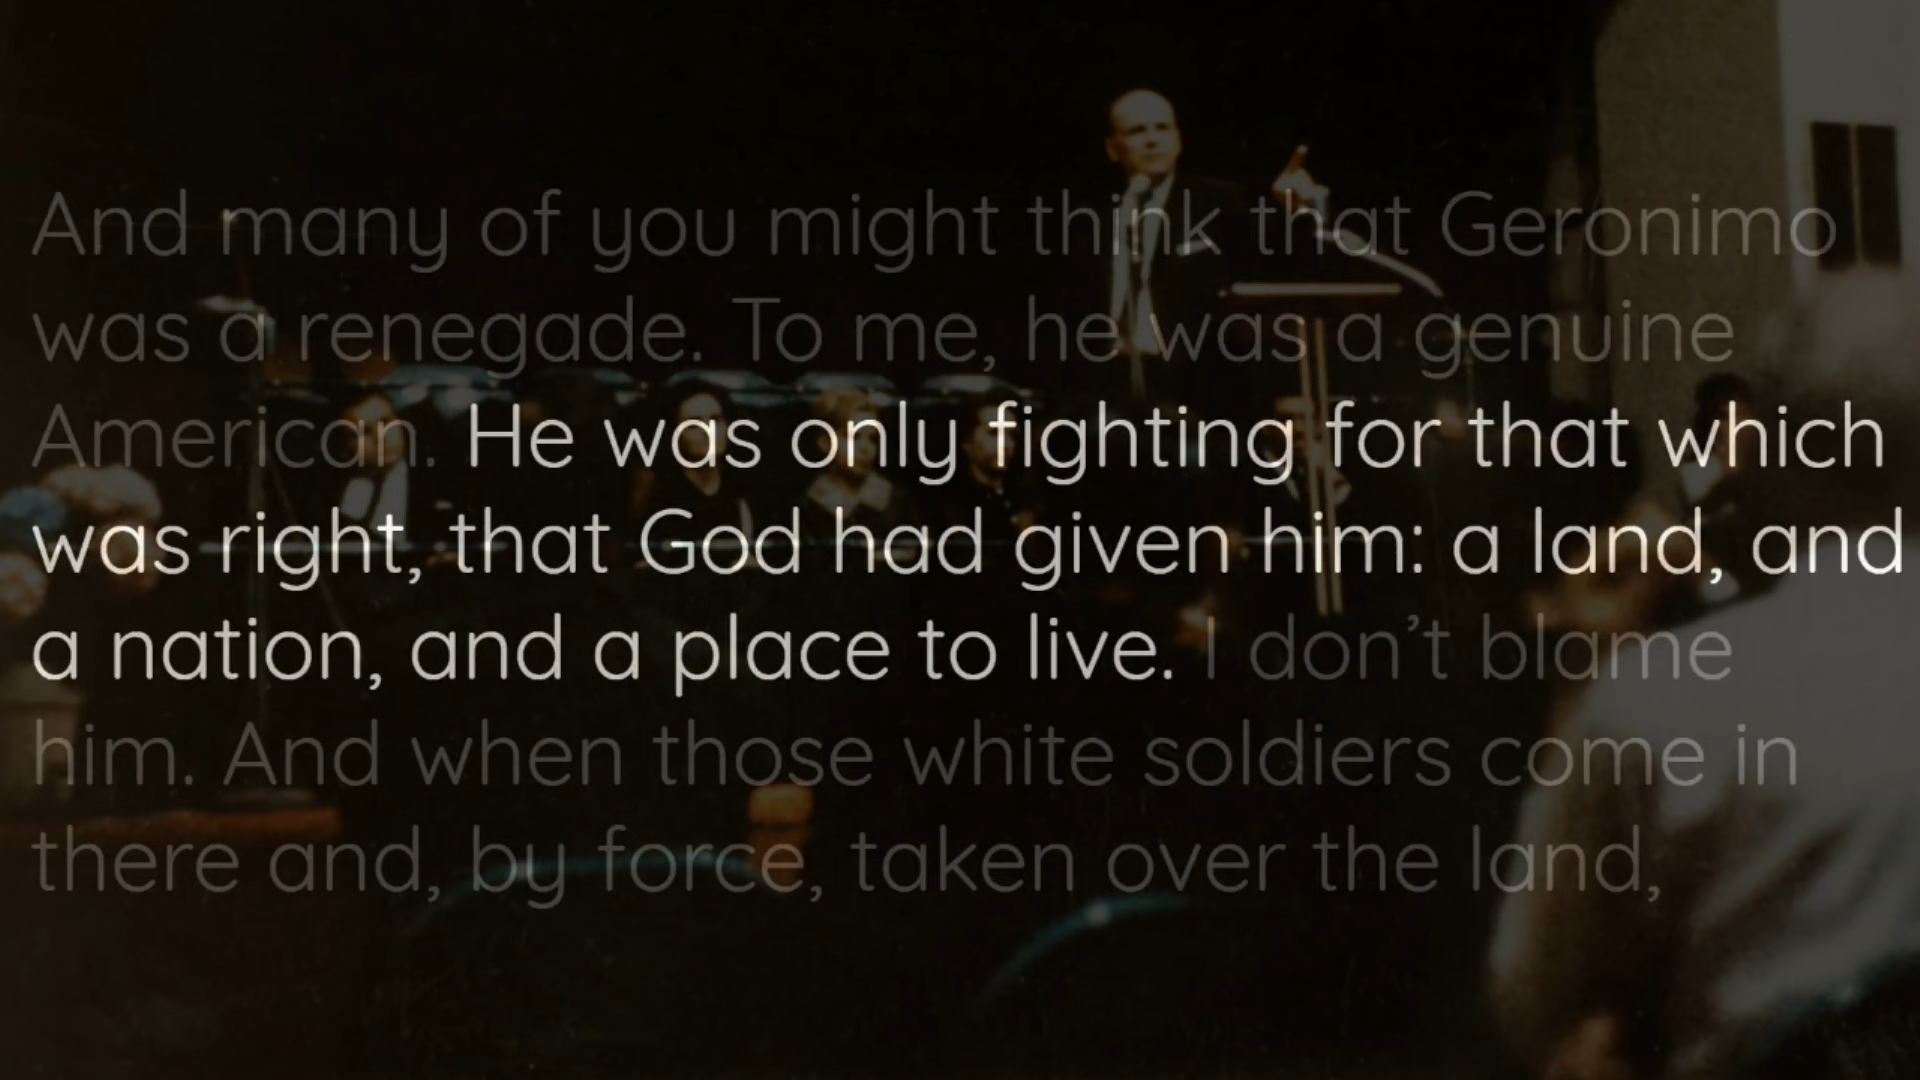 And many of you might think that Geronimo
was a renegade. To me, he was a genuine
American. He was only fighting for that which
was right, that God had given him: a land, and
a nation, and a place to live. I don’t blame
him. And when those white soldiers come in
there and, by force, taken over the land,